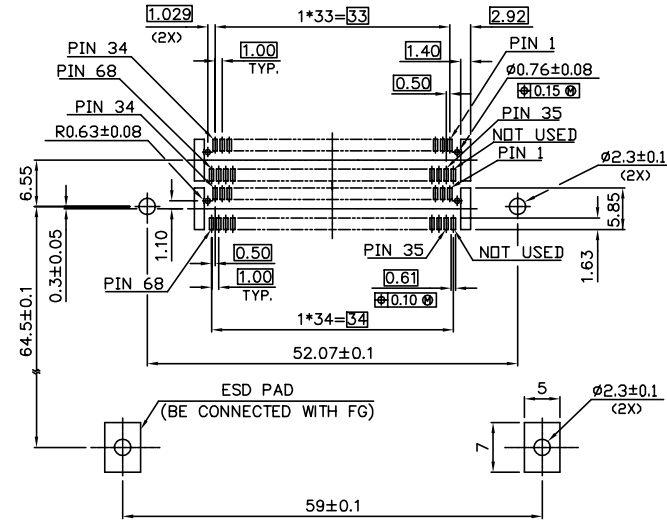 1.029
(2X)
1*33=33
2.92
PIN 34
1.00
TYP.
1.40
PIN 1
PIN 68
Ø0.76±0.08
0.50
⌖ 0.15 Ⓜ
PIN 34
PIN 35
R0.63±0.08
NOT USED
PIN 1
Ø2.3±0.1
(2X)
6.55
5.85
0.3±0.05
1.10
1.63
0.50
PIN 35
NOT USED
PIN 68
1.00
TYP.
0.61
⌖ 0.10 Ⓜ
1*34=34
64.5±0.1
52.07±0.1
ESD PAD
(BE CONNECTED WITH FG)
5
Ø2.3±0.1
(2X)
7
59±0.1